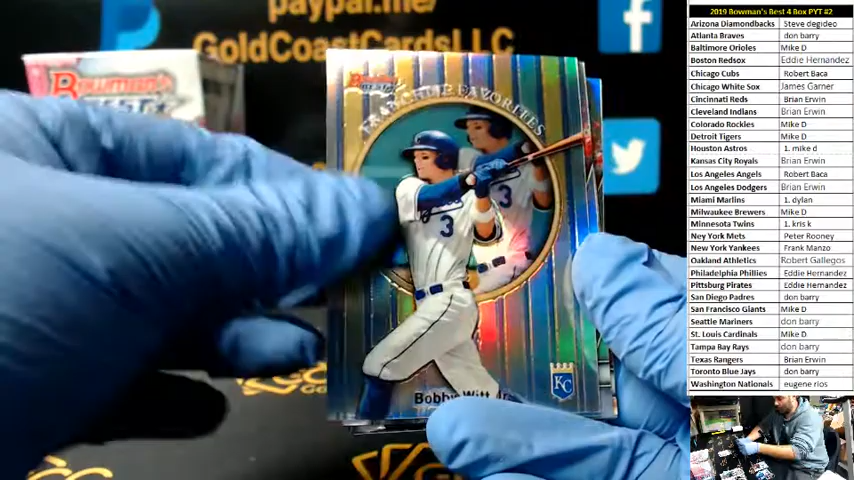 paypal.me/
GoldCoastCardsLLC
Bowman's
BEST
Bowman's
BEST
FRANCHISE FAVORITES
3
3
Bobby Witt Jr.
KC
2019 Bowman's Best 4 Box PYT #2
Arizona Diamondbacks Steve degideo
Atlanta Braves don barry
Baltimore Orioles Mike D
Boston Redsox Eddie Hernandez
Chicago Cubs Robert Baca
Chicago White Sox James Garner
Cincinnati Reds Brian Erwin
Cleveland Indians Brian Erwin
Colorado Rockies Mike D
Detroit Tigers Mike D
Houston Astros 1. mike d
Kansas City Royals Brian Erwin
Los Angeles Angels Robert Baca
Los Angeles Dodgers Brian Erwin
Miami Marlins 1. dylan
Milwaukee Brewers Mike D
Minnesota Twins 1. kris k
Ney York Mets Peter Rooney
New York Yankees Frank Manzo
Oakland Athletics Robert Gallegos
Philadelphia Phillies Eddie Hernandez
Pittsburg Pirates Eddie Hernandez
San Diego Padres don barry
San Francisco Giants Mike D
Seattle Mariners don barry
St. Louis Cardinals Mike D
Tampa Bay Rays don barry
Texas Rangers Brian Erwin
Toronto Blue Jays don barry
Washington Nationals eugene rios